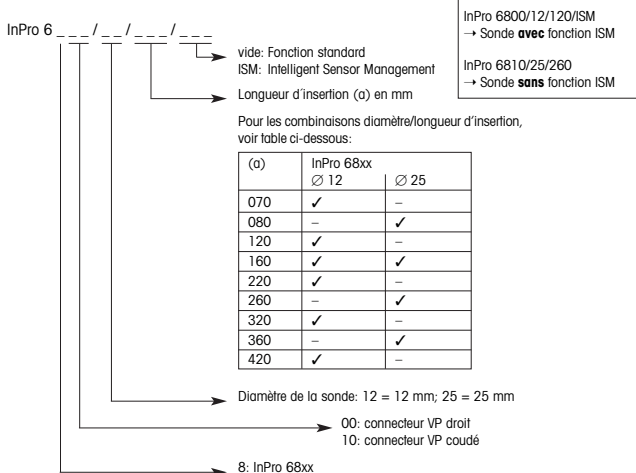 InPro 6800/12/120/ISM
→ Sonde avec fonction ISM
InPro 6810/25/260
→ Sonde sans fonction ISM
InPro 6 _ _ _ / _ _ / _ _ _ / _ _ _
vide: Fonction standard
ISM: Intelligent Sensor Management
Longueur d´insertion (a) en mm
Pour les combinaisons diamètre/longueur d’insertion,
voir table ci-dessous:
(a) InPro 68xx
∅ 12 ∅ 25
070 ✓ –
080 – ✓
120 ✓ –
160 ✓ ✓
220 ✓ –
260 – ✓
320 ✓ –
360 – ✓
420 ✓ –
Diamètre de la sonde: 12 = 12 mm; 25 = 25 mm
00: connecteur VP droit
10: connecteur VP coudé
8: InPro 68xx